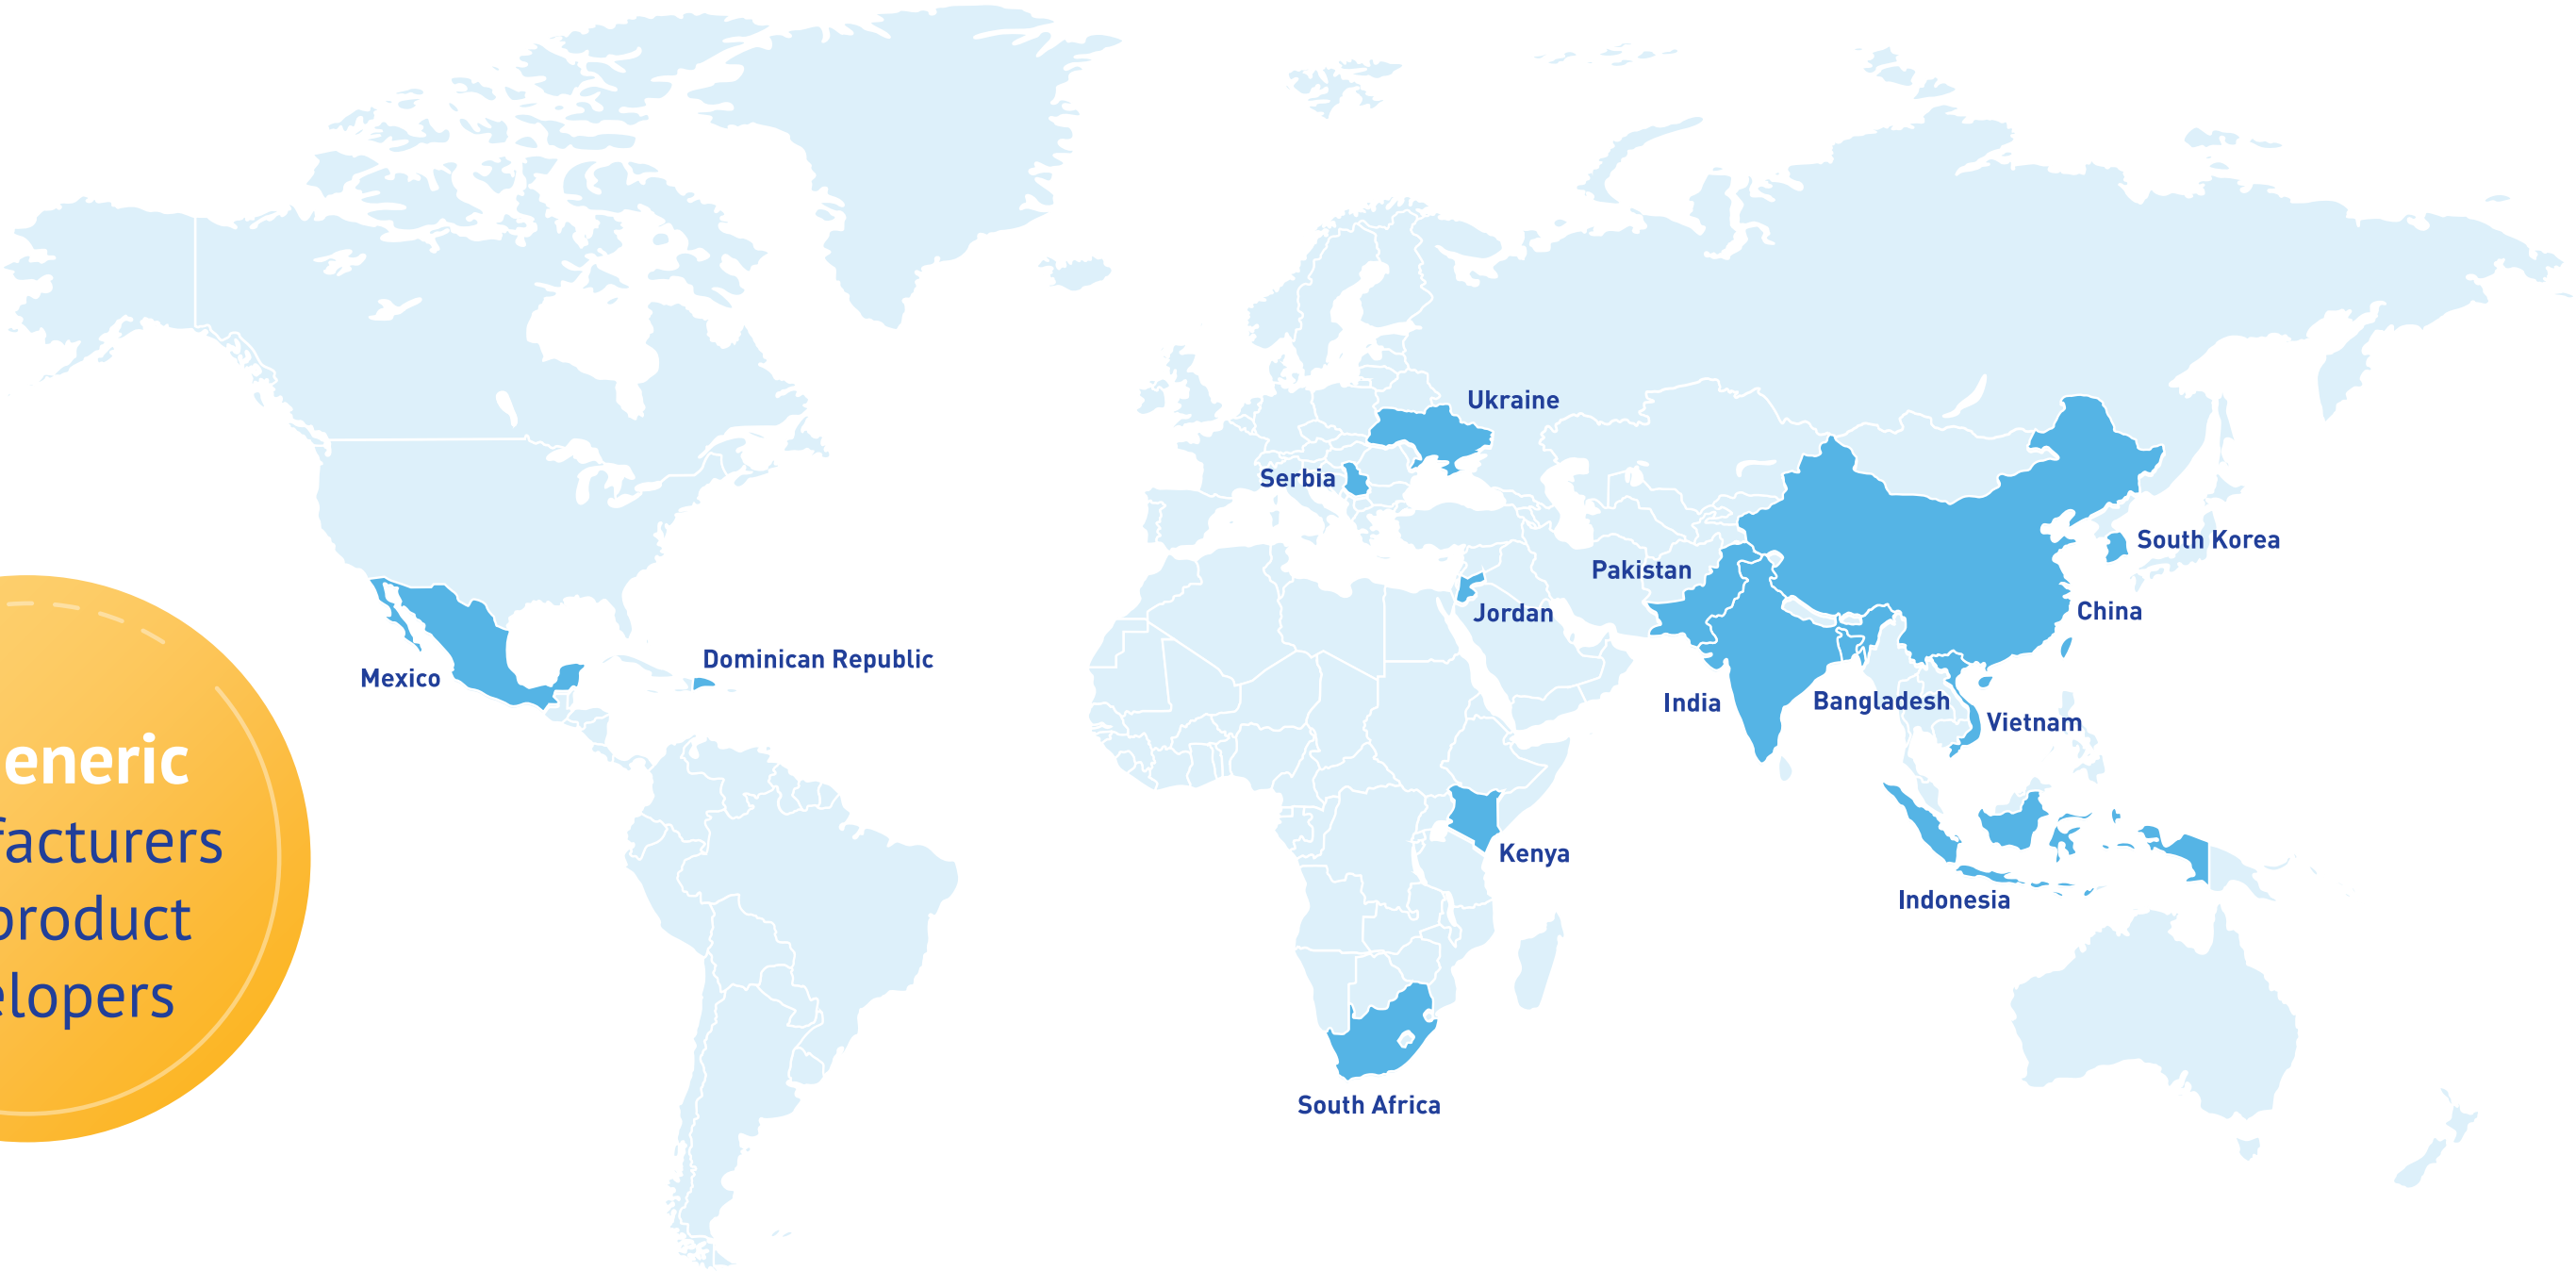 eneric
facturers
product
elopers
Mexico
Dominican Republic
Ukraine
Serbia
Pakistan
Jordan
South Korea
China
India
Bangladesh
Vietnam
Kenya
Indonesia
South Africa